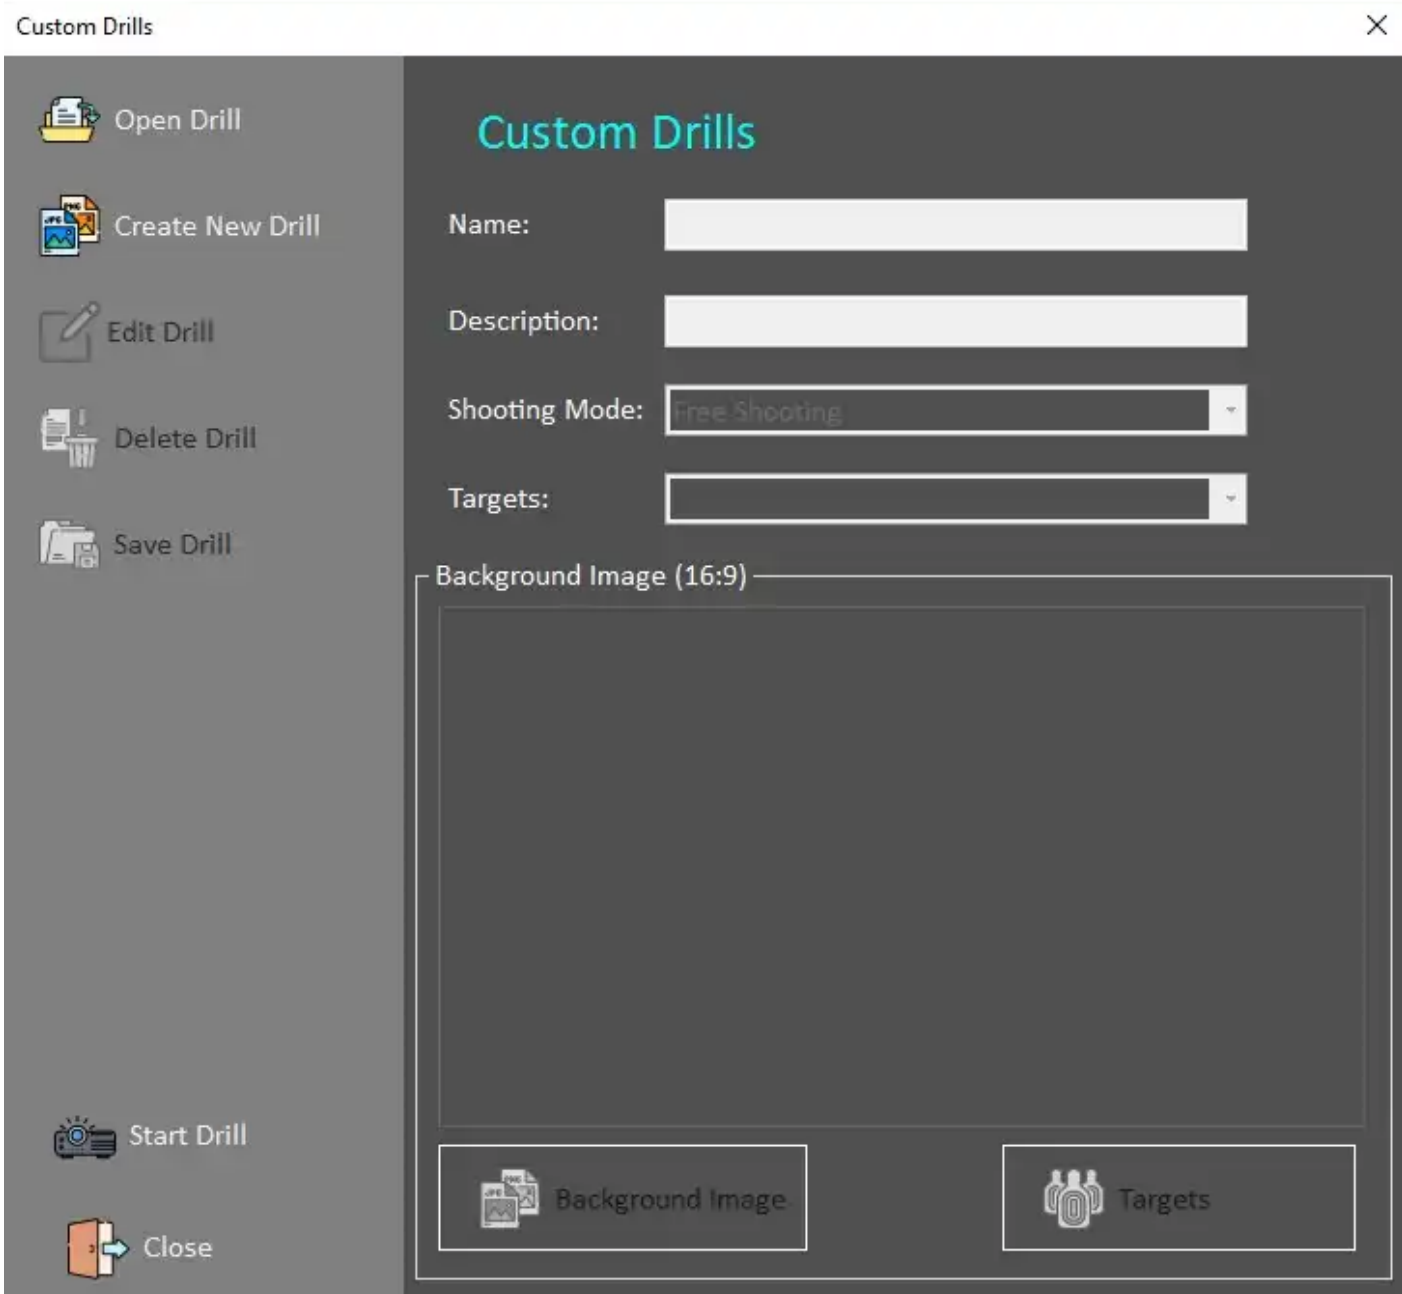 Custom Drills
Open Drill
Create New Drill
Edit Drill
Delete Drill
Save Drill
Start Drill
Close
Custom Drills
Name:
Description:
Shooting Mode: Free Shooting
Targets:
Background Image (16:9)
Background Image
Targets